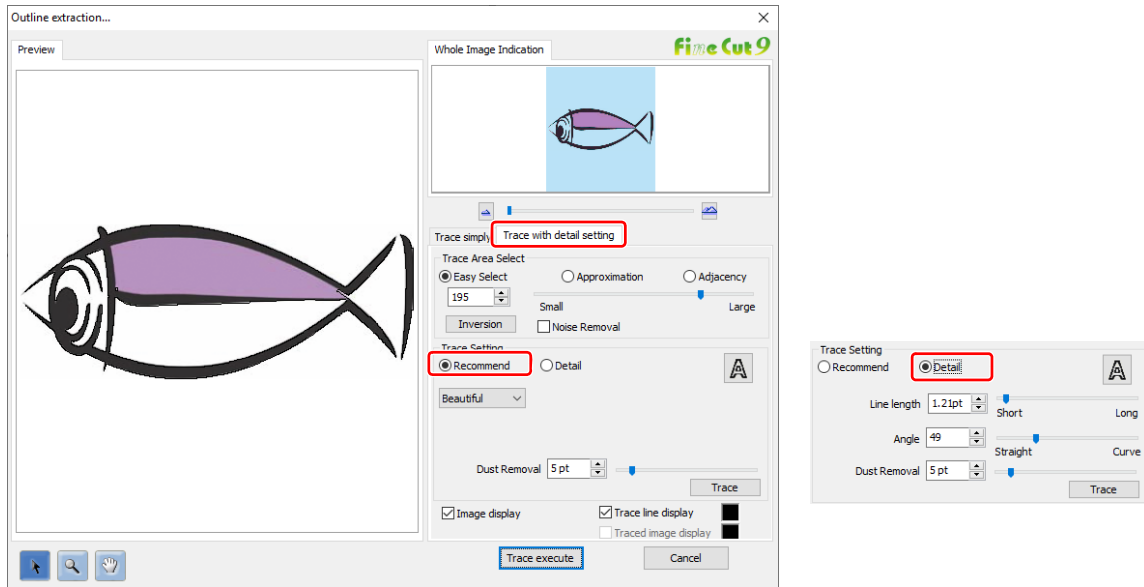 Outline extraction...
Preview
Whole Image Indication
Fine Cut 9
Trace simply
Trace with detail setting
Trace Area Select
Easy Select
Approximation
Adjacency
195
Small
Large
Inversion
Noise Removal
Trace Setting
Recommend
Detail
A
Beautiful
Dust Removal
5 pt
Trace
Image display
Trace line display
Traced image display
Trace execute
Cancel
Trace Setting
Recommend
Detail
A
Line length
1.21pt
Short
Long
Angle
49
Straight
Curve
Dust Removal
5 pt
Trace